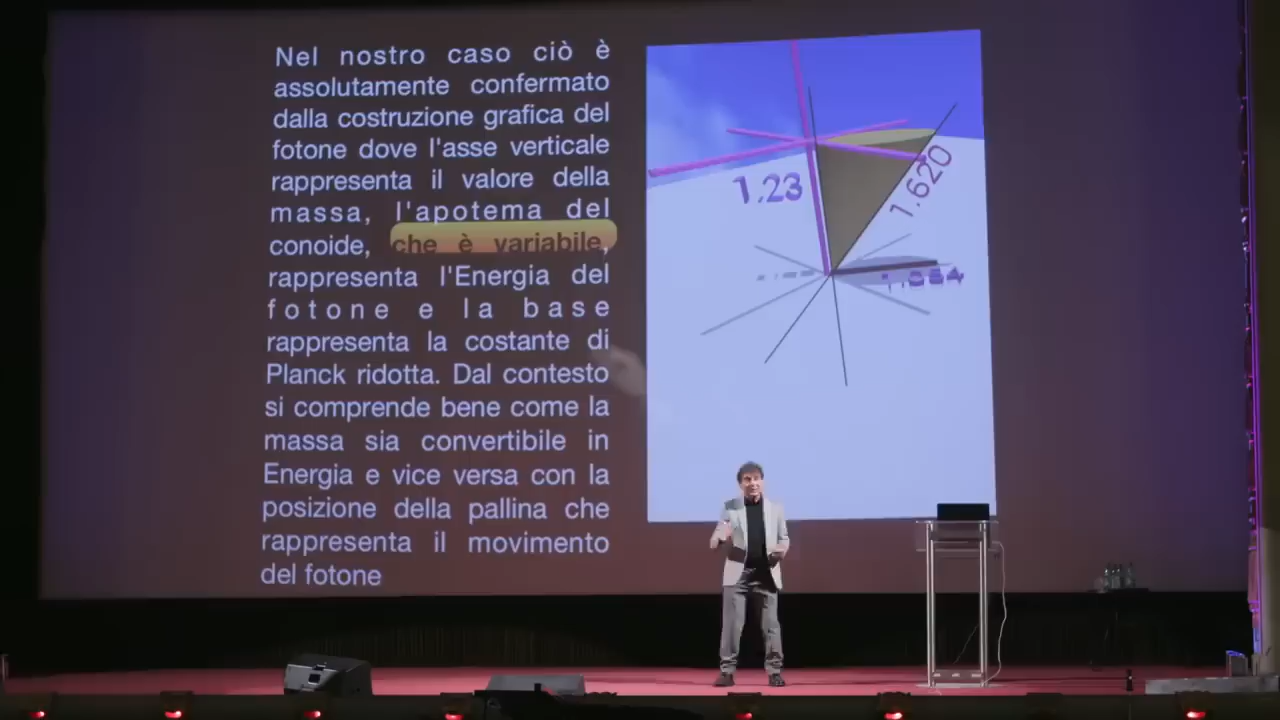 Nel nostro caso ciò è
assolutamente confermato
dalla costruzione grafica del
fotone dove l'asse verticale
rappresenta il valore della
massa, l'apotema del
conoide, che è variabile,
rappresenta l'Energia del
fotone e la base
rappresenta la costante di
Planck ridotta. Dal contesto
si comprende bene come la
massa sia convertibile in
Energia e vice versa con la
posizione della pallina che
rappresenta il movimento
del fotone
1.23
1.620